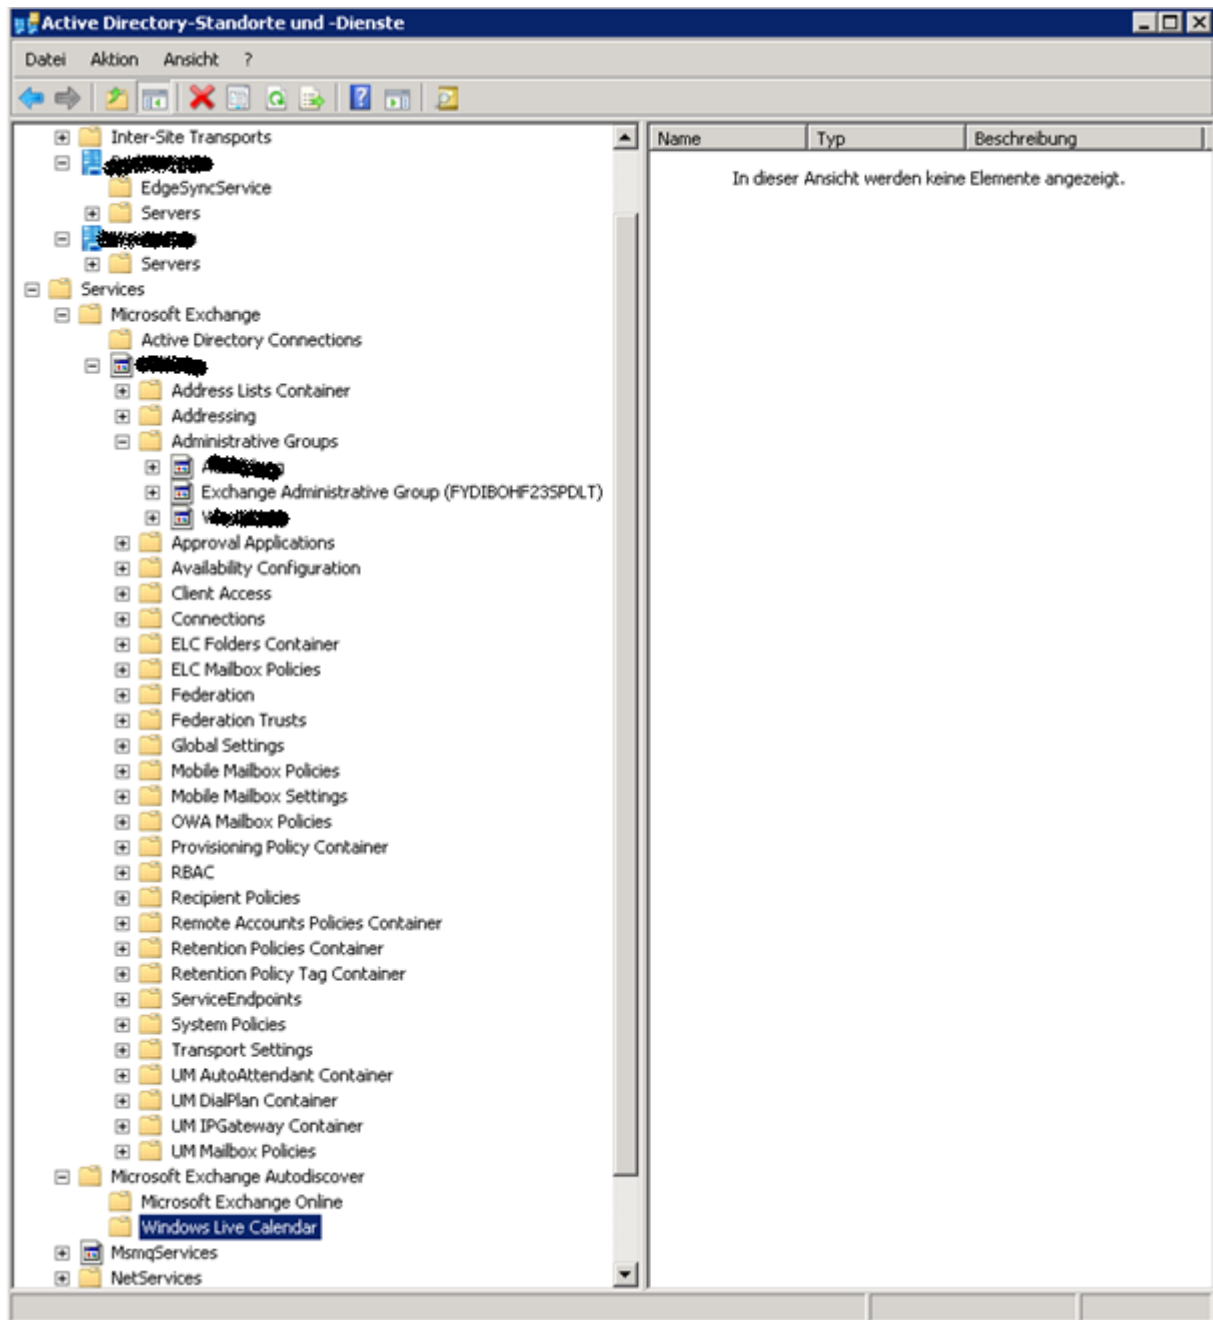 Active Directory-Standorte und -Dienste
Datei Aktion Ansicht ?
Inter-Site Transports
EdgeSyncService
Servers
Servers
Services
Microsoft Exchange
Active Directory Connections
Address Lists Container
Addressing
Administrative Groups
Exchange Administrative Group (FYDIBOHF23SPDLT)
Approval Applications
Availability Configuration
Client Access
Connections
ELC Folders Container
ELC Mailbox Policies
Federation
Federation Trusts
Global Settings
Mobile Mailbox Policies
Mobile Mailbox Settings
OWA Mailbox Policies
Provisioning Policy Container
RBAC
Recipient Policies
Remote Accounts Policies Container
Retention Policies Container
Retention Policy Tag Container
ServiceEndpoints
System Policies
Transport Settings
UM AutoAttendant Container
UM DialPlan Container
UM IPGateway Container
UM Mailbox Policies
Microsoft Exchange Autodiscover
Microsoft Exchange Online
Windows Live Calendar
MsmqServices
NetServices
Name Typ Beschreibung
In dieser Ansicht werden keine Elemente angezeigt.